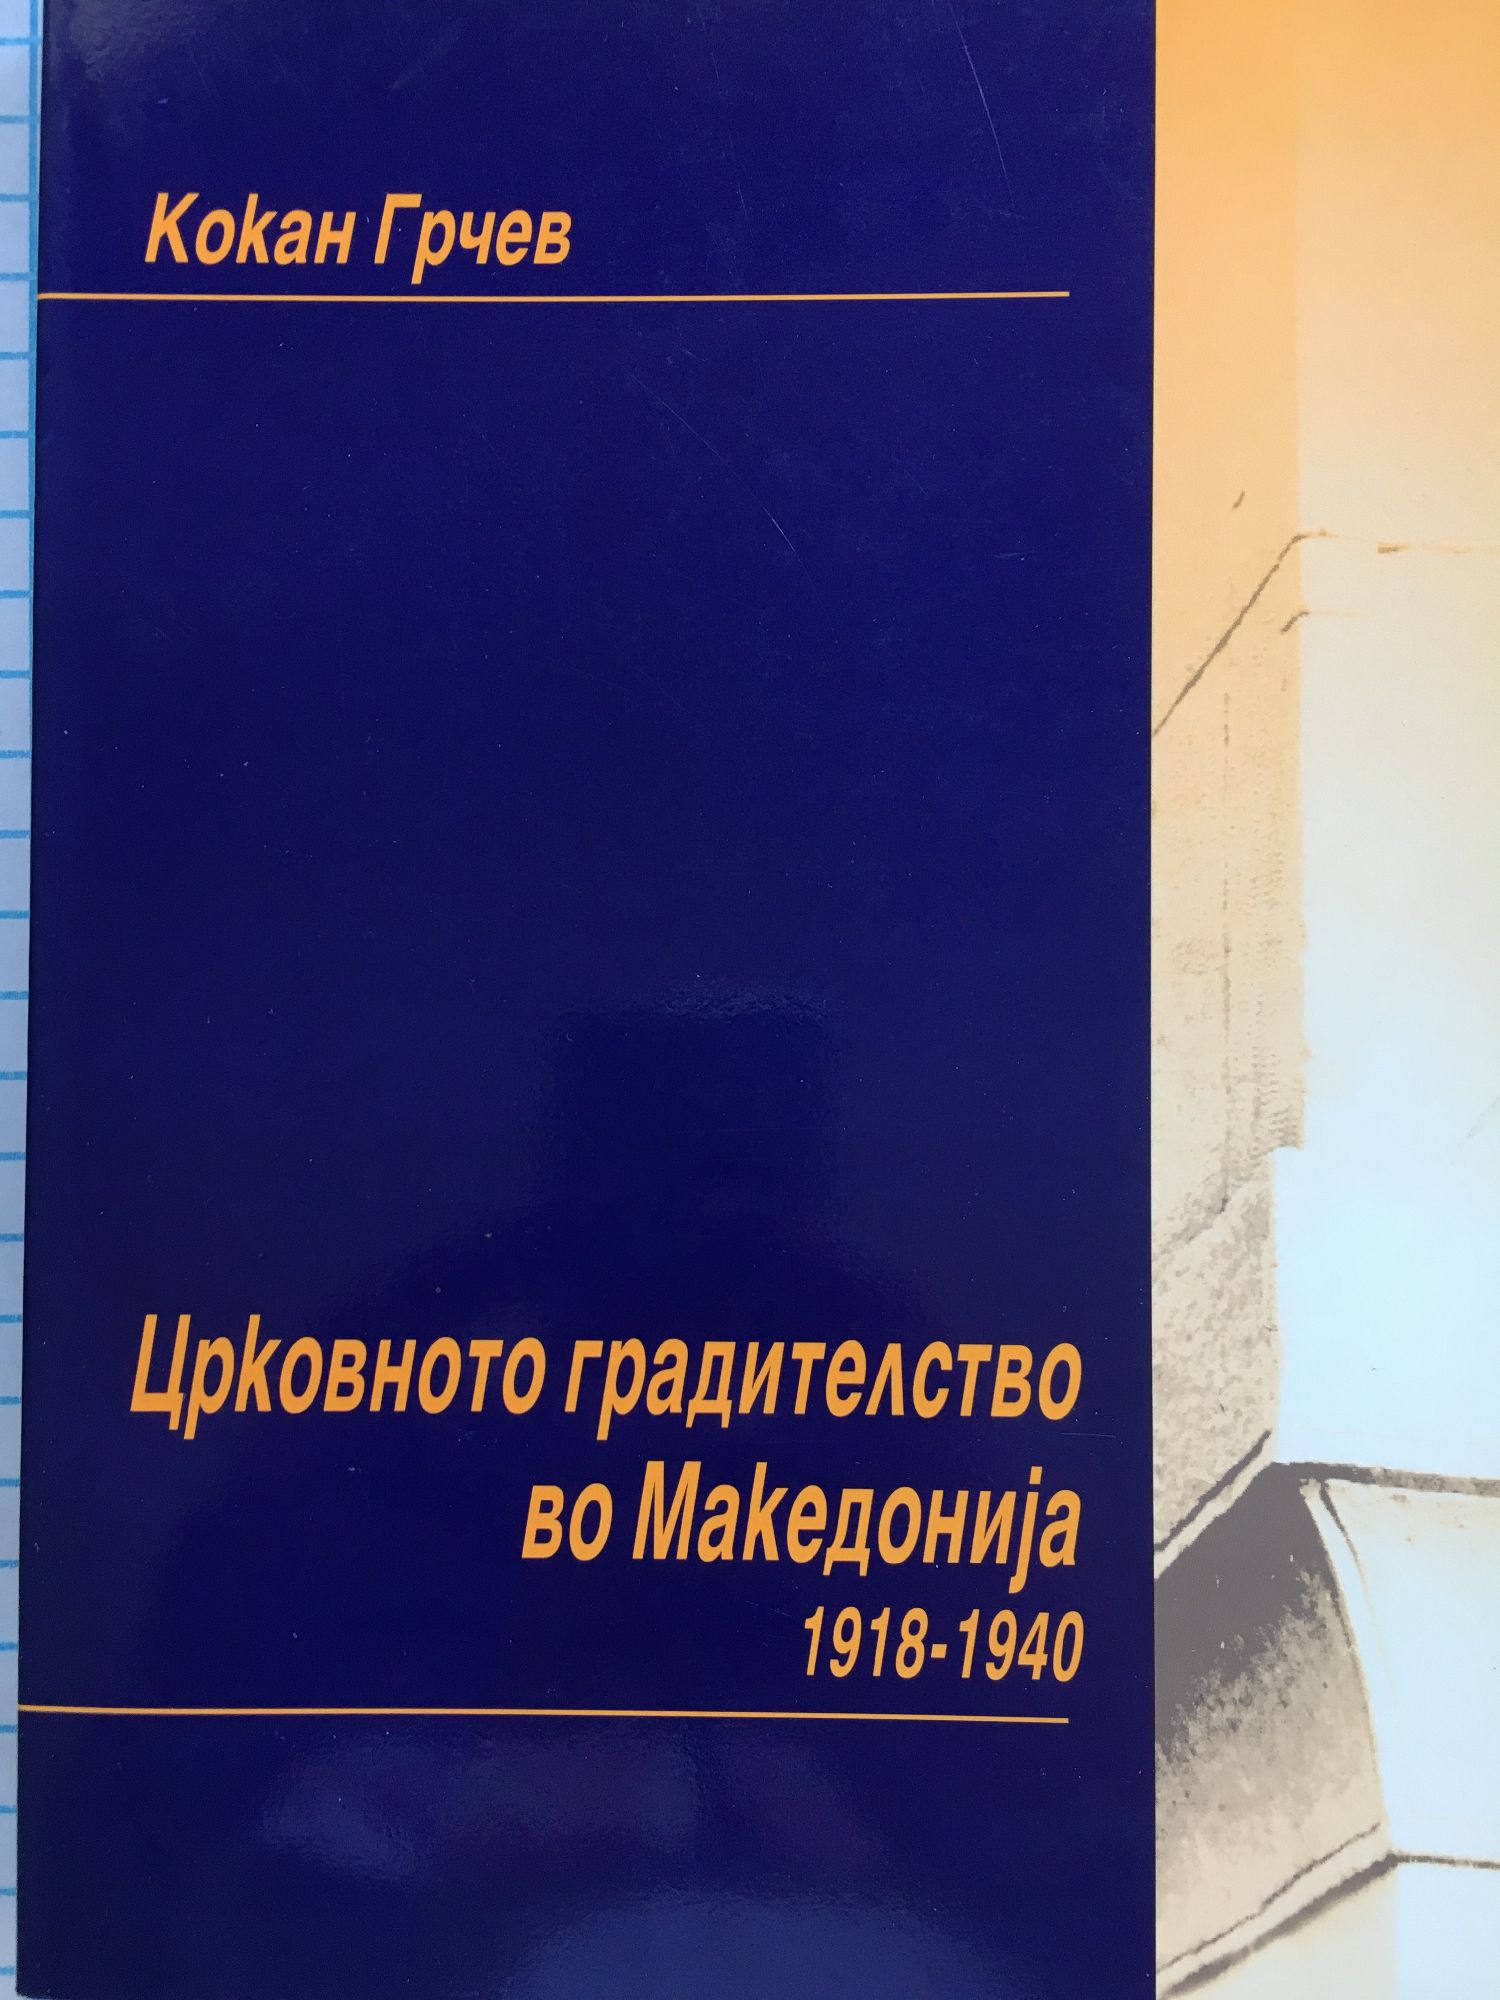 Кокан Грчев
Црковното градителство
во Македонија
1918-1940